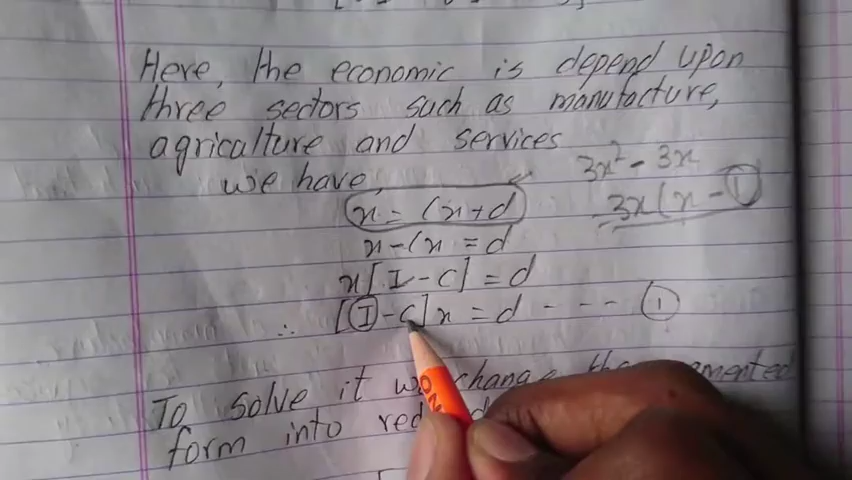 Here, the economic is depend upon
three sectors such as manufacture,
agriculture and services
we have,
3x² - 3x
x = Cx + d
3x(x - 1
x - Cx = d
x[I - C] = d
∴ [I - C]x = d - - - - ①
To solve it we change the
form into